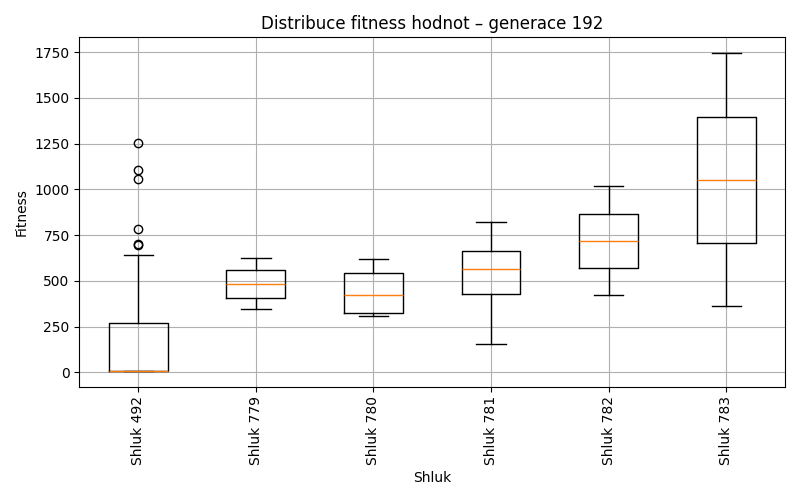 Distribuce fitness hodnot – generace 192
Fitness
1750
1500
1250
1000
750
500
250
0
Shluk 492
Shluk 779
Shluk 780
Shluk 781
Shluk 782
Shluk 783
Shluk